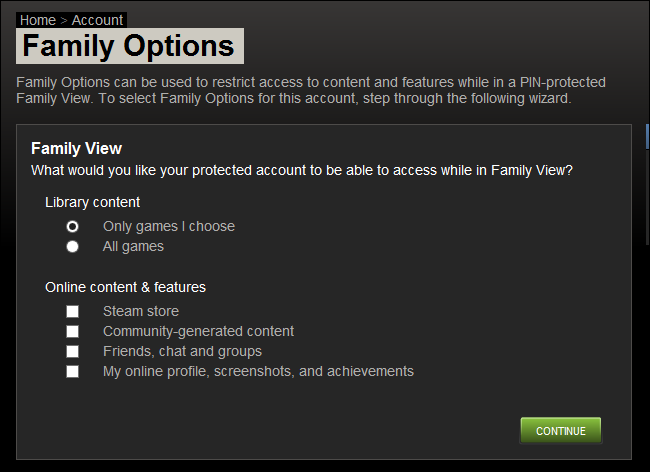 Home > Account
Family Options
Family Options can be used to restrict access to content and features while in a PIN-protected
Family View. To select Family Options for this account, step through the following wizard.
Family View
What would you like your protected account to be able to access while in Family View?
Library content
Only games I choose
All games
Online content & features
Steam store
Community-generated content
Friends, chat and groups
My online profile, screenshots, and achievements
CONTINUE